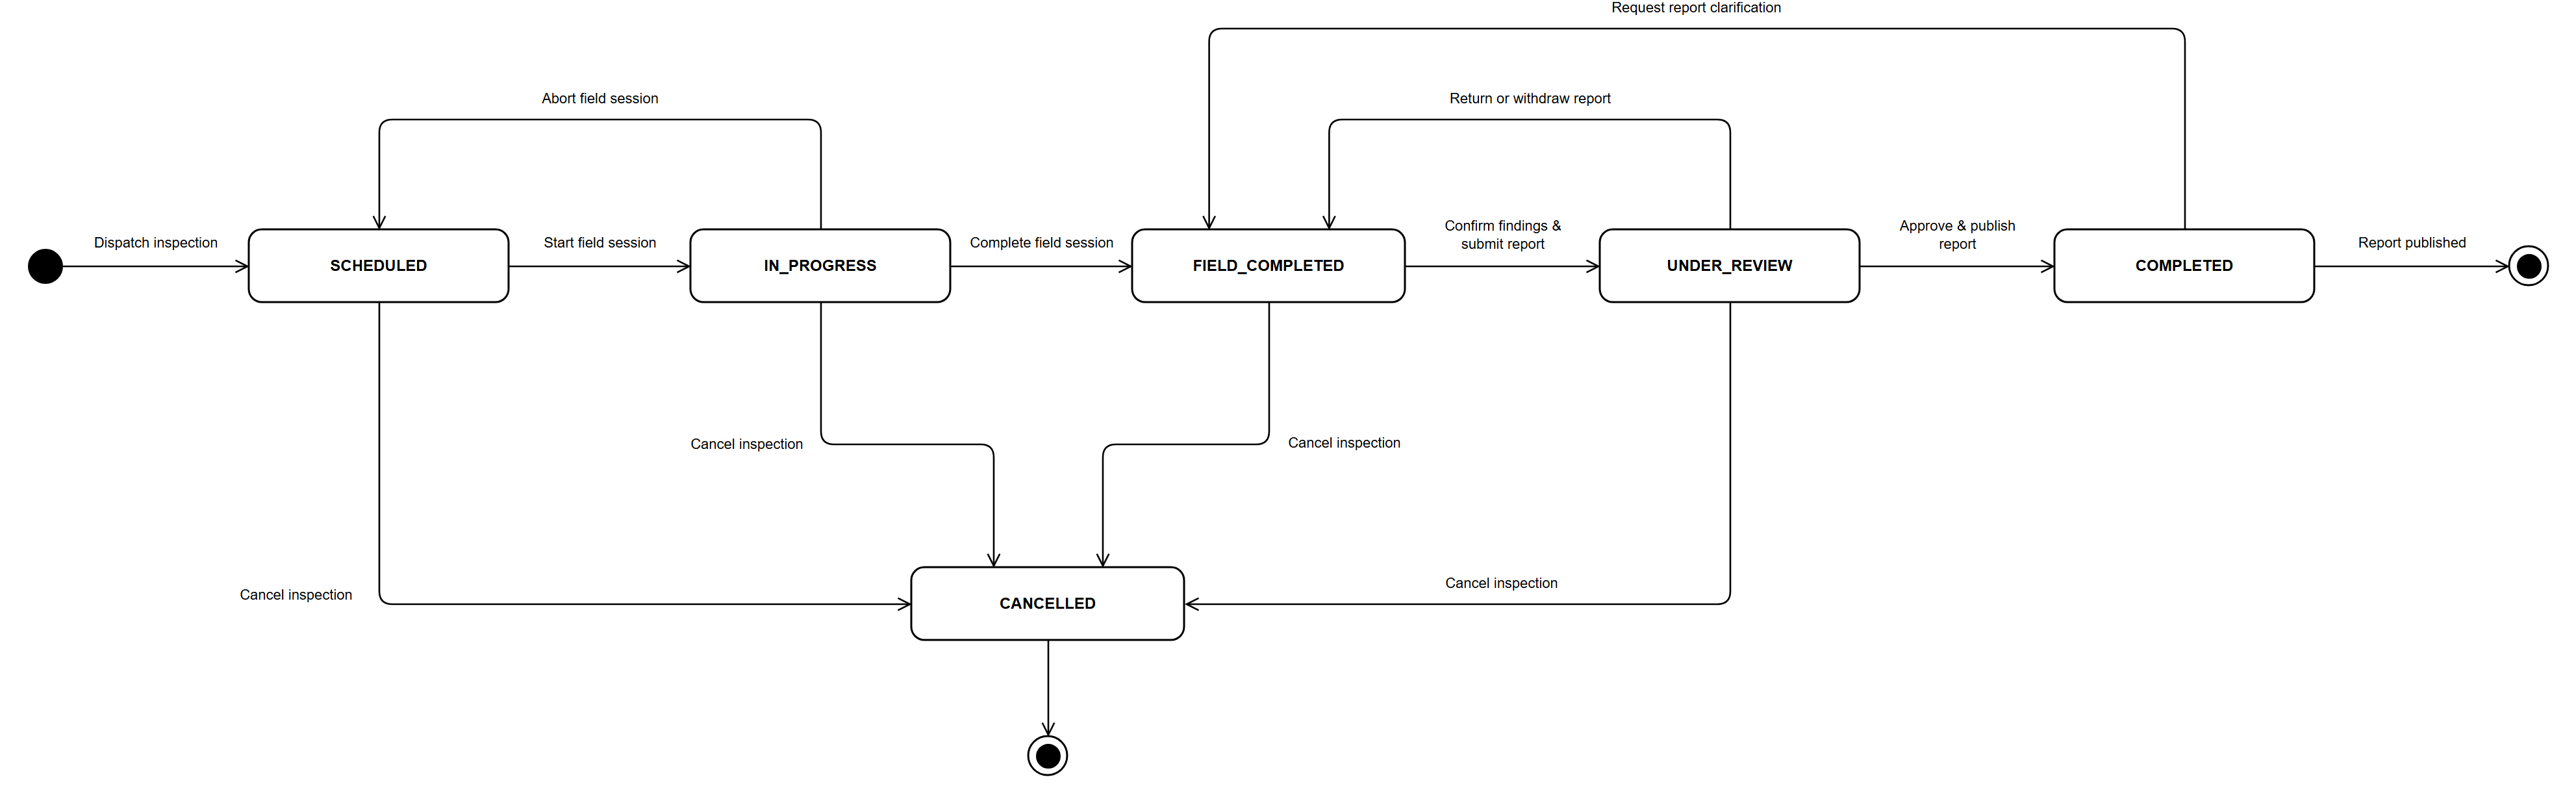 Request report clarification
Abort field session
Return or withdraw report
Dispatch inspection
SCHEDULED
Start field session
IN_PROGRESS
Complete field session
FIELD_COMPLETED
Confirm findings &
submit report
UNDER_REVIEW
Approve & publish
report
COMPLETED
Report published
Cancel inspection
Cancel inspection
Cancel inspection
Cancel inspection
CANCELLED